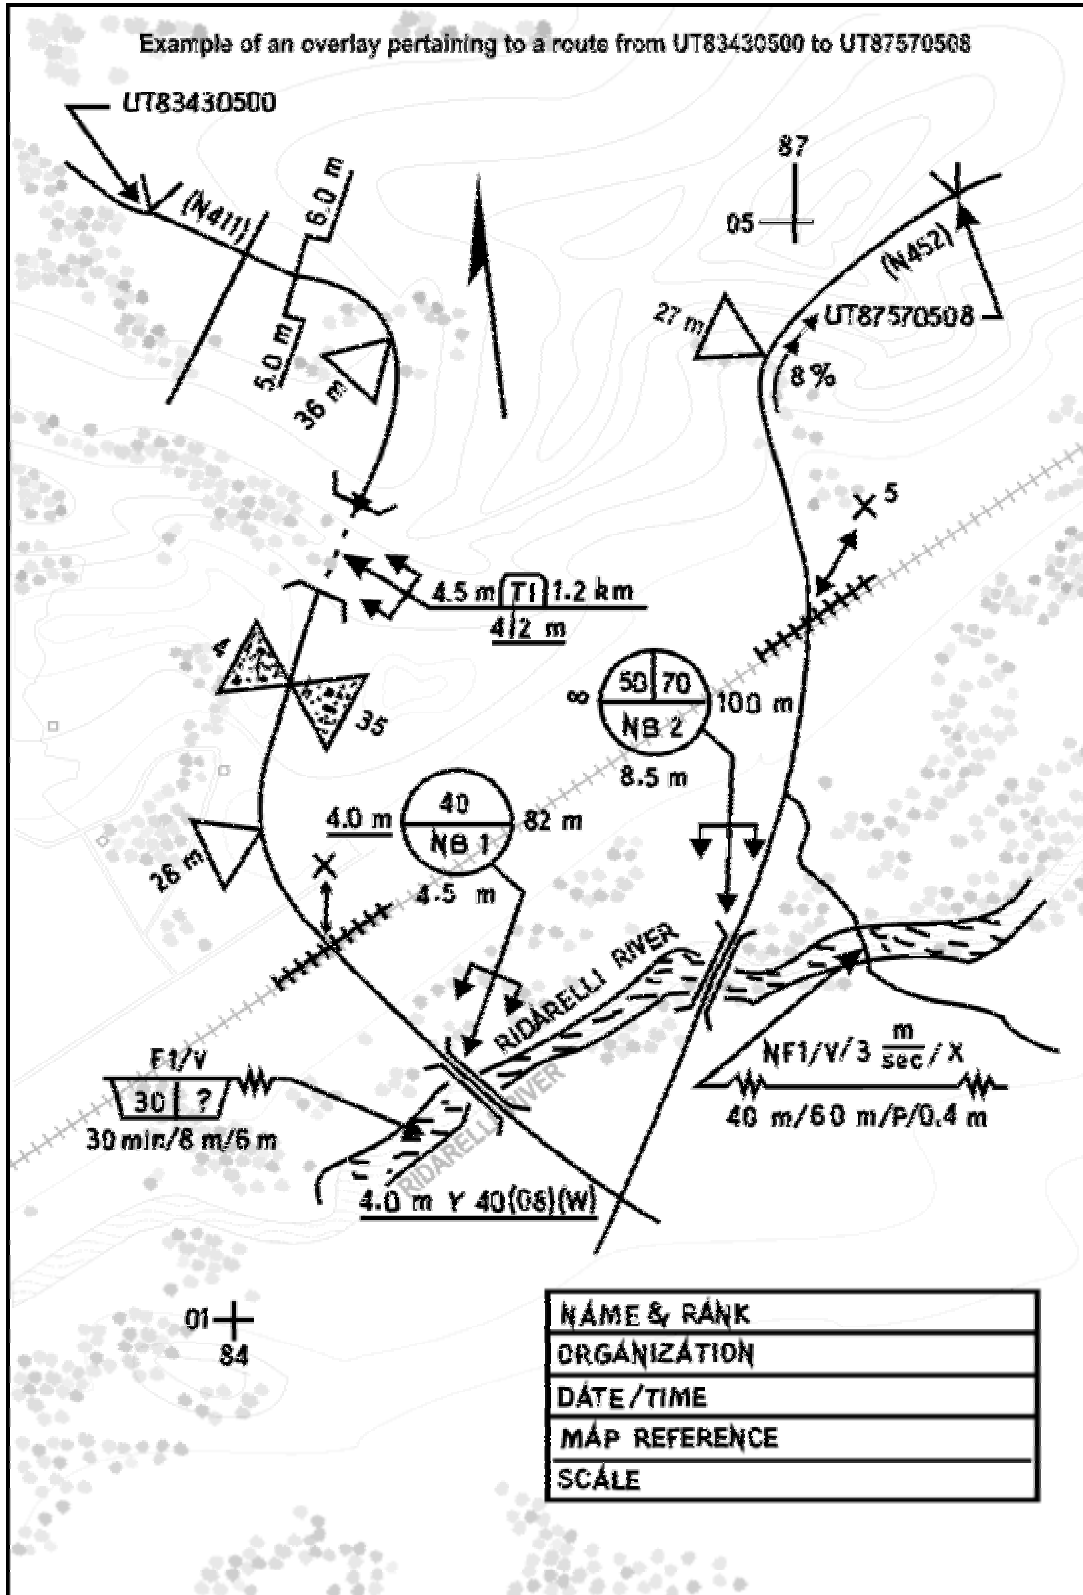 Example of an overlay pertaining to a route from UT83430500 to UT87570508
UT83430500
(N411)
6.0 m
5.0 m
36 m
87
05
(N452)
27 m
UT87570508
8%
5
4.5 m T1 1.2 km
4.2 m
4
35
50 70
NB 2
∞
100 m
8.5 m
40
NB 1
4.0 m
82 m
4.5 m
26 m
RIDARELLI RIVER
RIDARELLI RIVER
F1/V
30 ?
30 min/8 m/6 m
NF1/V/3 m/sec/X
40 m/60 m/P/0.4 m
4.0 m Y 40(08)(W)
01
84
NAME & RANK
ORGANIZATION
DATE/TIME
MAP REFERENCE
SCALE